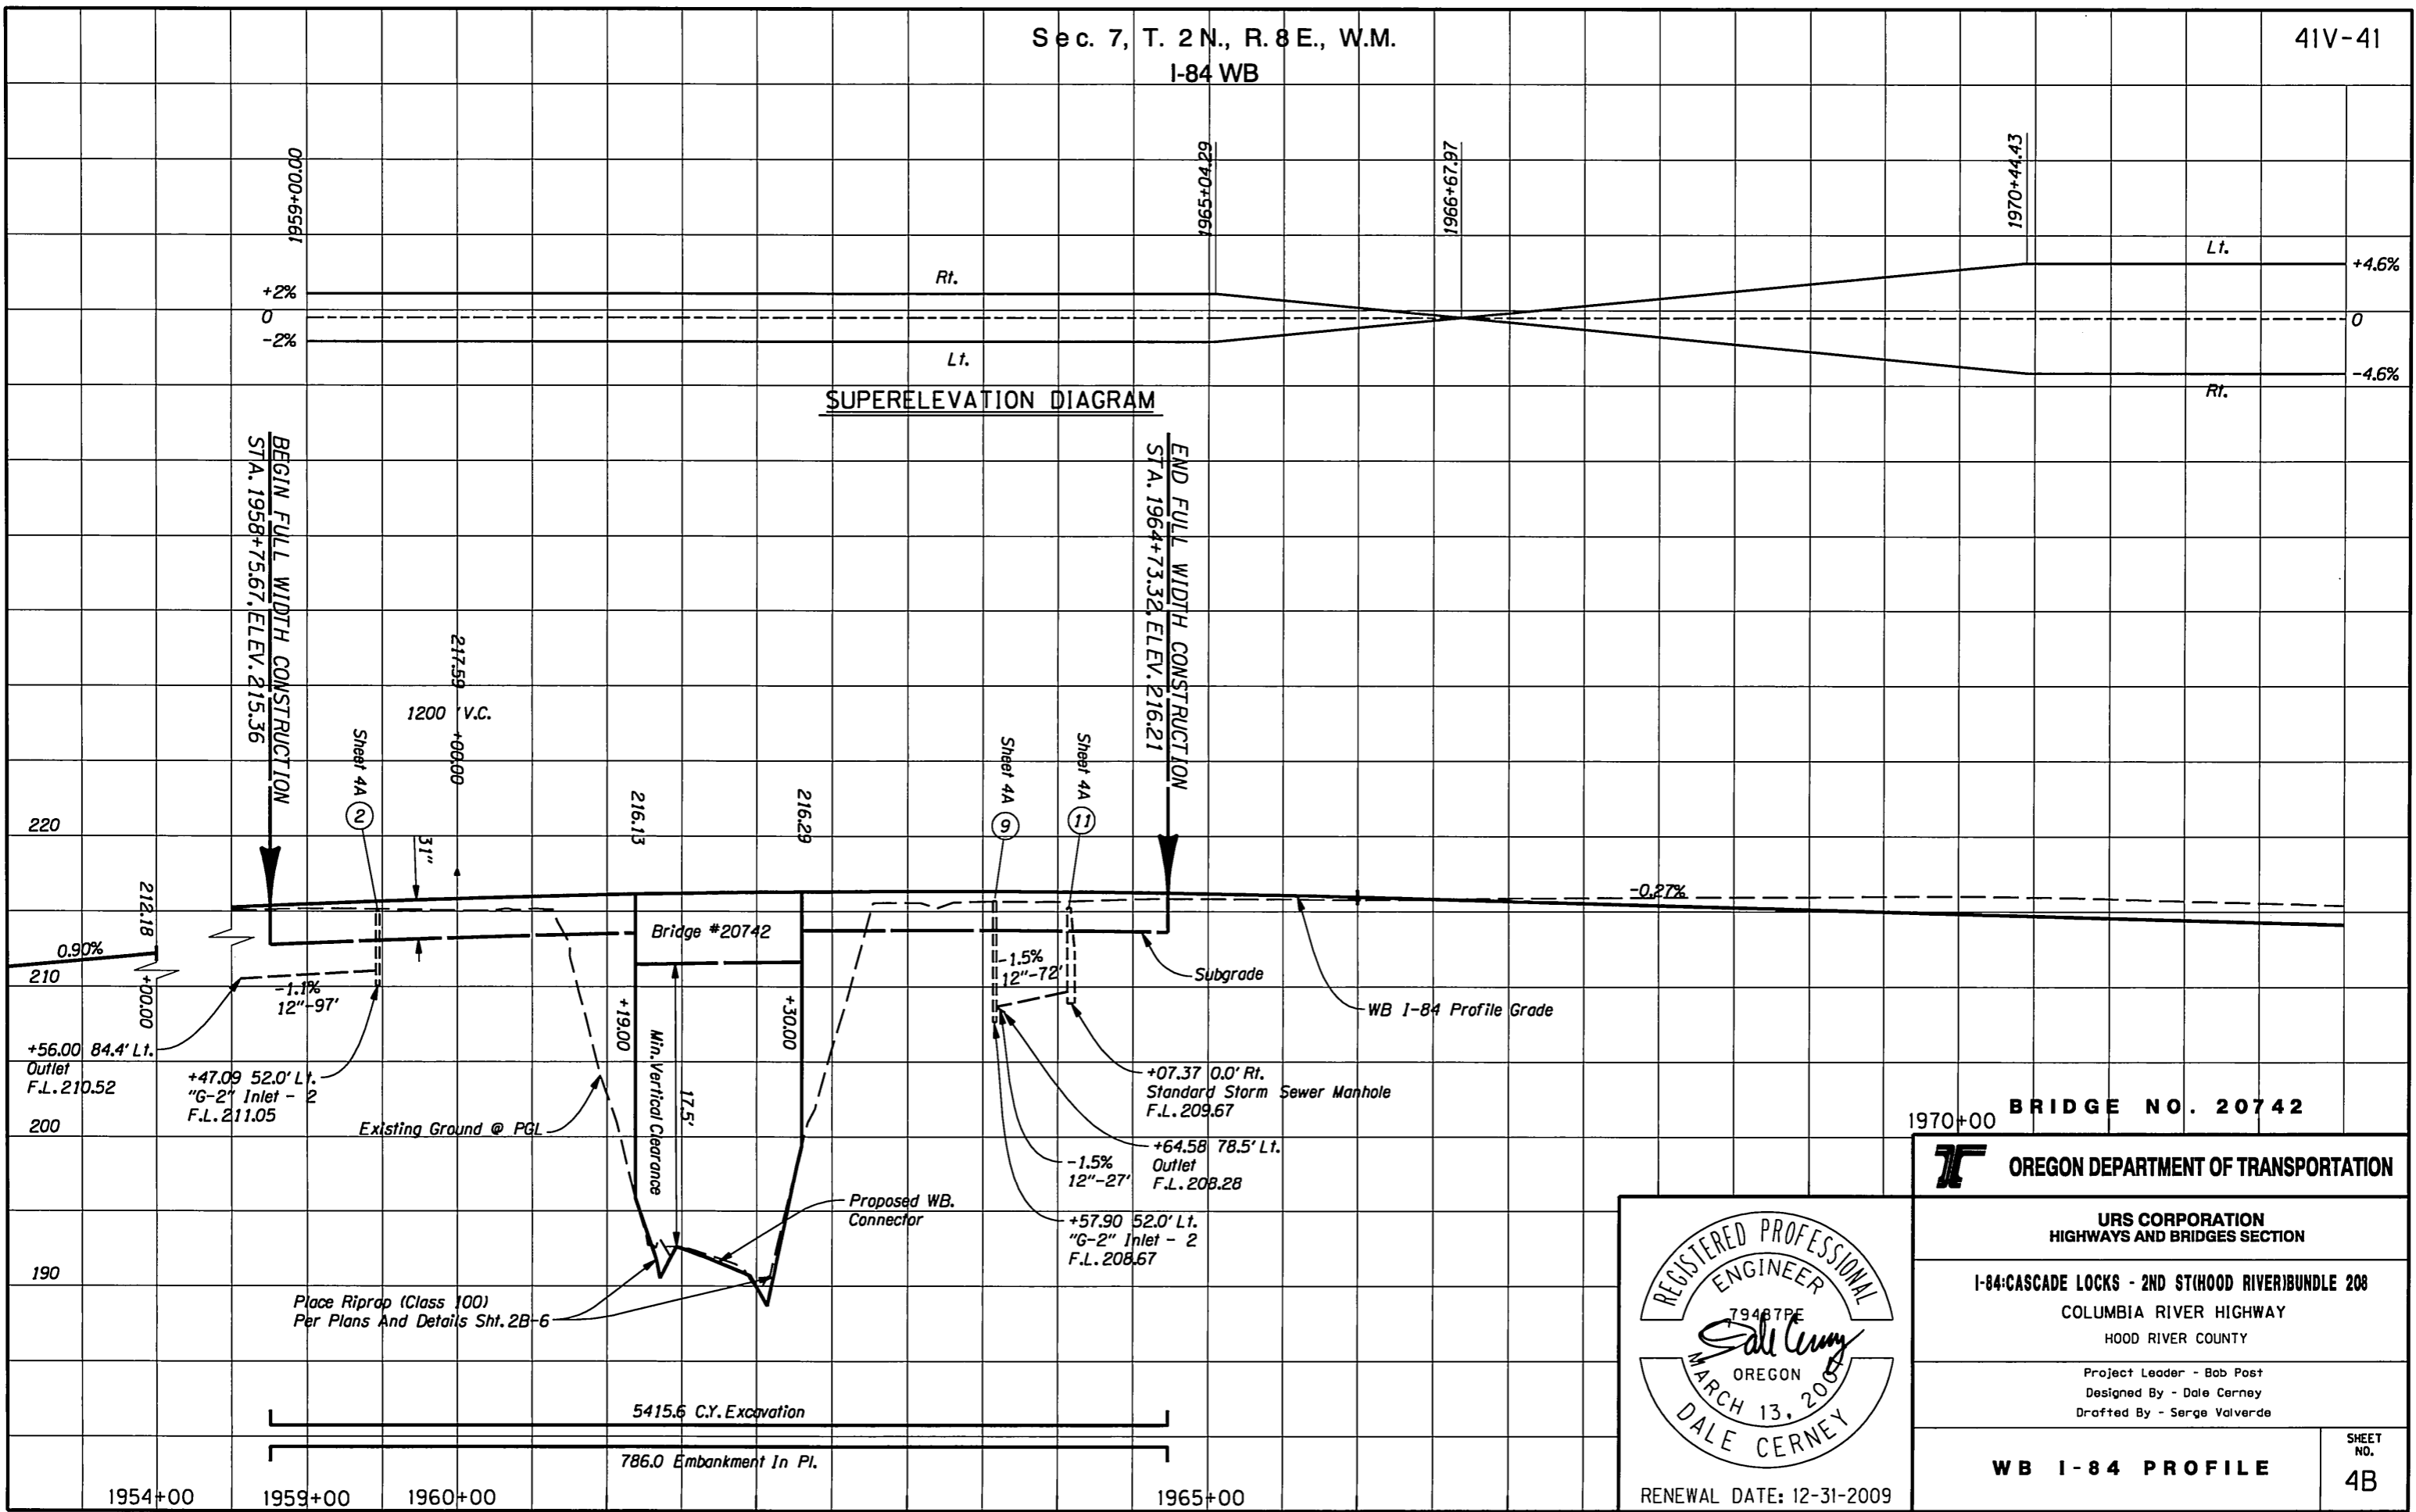 Sec. 7, T. 2 N., R. 8 E., W.M.
I-84 WB
41V-41
1959+00.00
1965+04.29
1966+67.97
1970+44.43
Rt.
Lt.
+2%
0
-2%
Lt.
+4.6%
0
-4.6%
Rt.
SUPERELEVATION DIAGRAM
BEGIN FULL WIDTH CONSTRUCTION
STA. 1958+75.67, ELEV. 215.36
END FULL WIDTH CONSTRUCTION
STA. 1964+73.32, ELEV. 216.21
217.59
+00.00
1200 'V.C.
Sheet 4A 2
31"
216.13
216.29
Sheet 4A 9
Sheet 4A 11
220
210
200
190
212.18
+00.00
0.90%
-0.27%
Bridge #20742
-1.1%
12"-97'
-1.5%
12"-72'
Subgrade
WB I-84 Profile Grade
+19.00
+30.00
Min. Vertical Clearance
17.5'
+56.00 84.4' Lt.
Outlet
F.L. 210.52
+47.09 52.0' Lt.
"G-2" Inlet - 2
F.L. 211.05
Existing Ground @ PGL
+07.37 0.0' Rt.
Standard Storm Sewer Manhole
F.L. 209.67
+64.58 78.5' Lt.
Outlet
F.L. 208.28
-1.5%
12"-27'
+57.90 52.0' Lt.
"G-2" Inlet - 2
F.L. 208.67
Proposed WB.
Connector
Place Riprap (Class 100)
Per Plans And Details Sht. 2B-6
5415.6 C.Y. Excavation
786.0 Embankment In Pl.
1954+00
1959+00
1960+00
1965+00
1970+00
BRIDGE NO. 20742
OREGON DEPARTMENT OF TRANSPORTATION
URS CORPORATION
HIGHWAYS AND BRIDGES SECTION
I-84:CASCADE LOCKS - 2ND ST(HOOD RIVER)BUNDLE 208
COLUMBIA RIVER HIGHWAY
HOOD RIVER COUNTY
Project Leader - Bob Post
Designed By - Dale Cerney
Drafted By - Serge Valverde
WB I-84 PROFILE
SHEET
NO.
4B
REGISTERED PROFESSIONAL
ENGINEER
79487PE
Dale Cerney
OREGON
MARCH 13,
DALE CERNEY
RENEWAL DATE: 12-31-2009